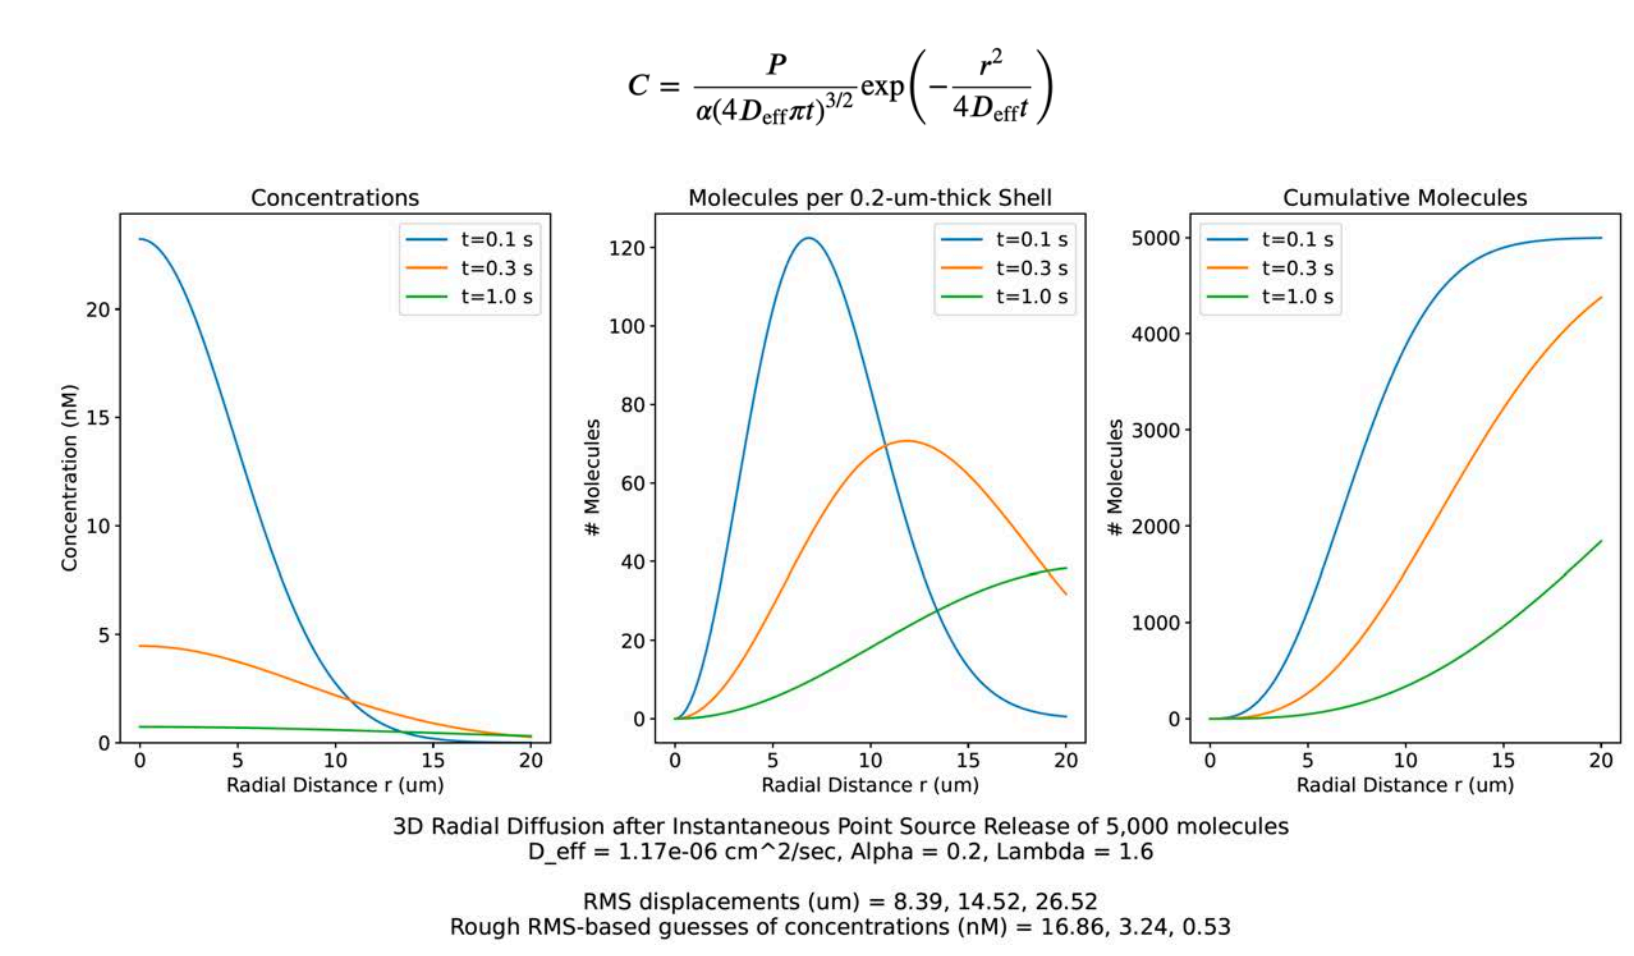 C = P / α(4D_eff πt)^{3/2} exp(− r² / 4D_eff t)
Concentrations
Concentration (nM)
20
15
10
5
0
t=0.1 s
t=0.3 s
t=1.0 s
0 5 10 15 20
Radial Distance r (um)
Molecules per 0.2-um-thick Shell
# Molecules
120
100
80
60
40
20
0
t=0.1 s
t=0.3 s
t=1.0 s
0 5 10 15 20
Radial Distance r (um)
Cumulative Molecules
# Molecules
5000
4000
3000
2000
1000
0
t=0.1 s
t=0.3 s
t=1.0 s
0 5 10 15 20
Radial Distance r (um)
3D Radial Diffusion after Instantaneous Point Source Release of 5,000 molecules
D_eff = 1.17e-06 cm^2/sec, Alpha = 0.2, Lambda = 1.6
RMS displacements (um) = 8.39, 14.52, 26.52
Rough RMS-based guesses of concentrations (nM) = 16.86, 3.24, 0.53